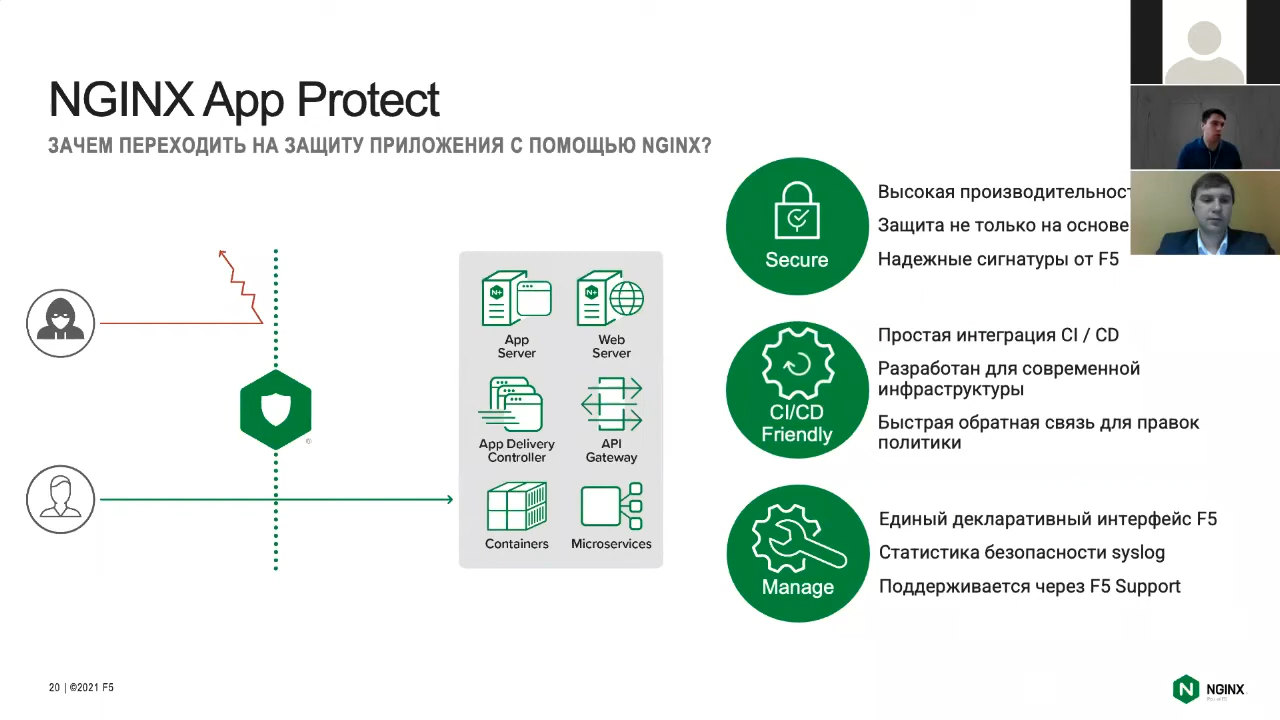 NGINX App Protect
ЗАЧЕМ ПЕРЕХОДИТЬ НА ЗАЩИТУ ПРИЛОЖЕНИЯ С ПОМОЩЬЮ NGINX?
Secure
Высокая производительност
Защита не только на основе
Надежные сигнатуры от F5
N+
App
Server
N+
Web
Server
App Delivery
Controller
API
Gateway
Containers
Microservices
CI/CD
Friendly
Простая интеграция CI / CD
Разработан для современной
инфраструктуры
Быстрая обратная связь для правок
политики
Manage
Единый декларативный интерфейс F5
Статистика безопасности syslog
Поддерживается через F5 Support
20 | ©2021 F5
N NGINX